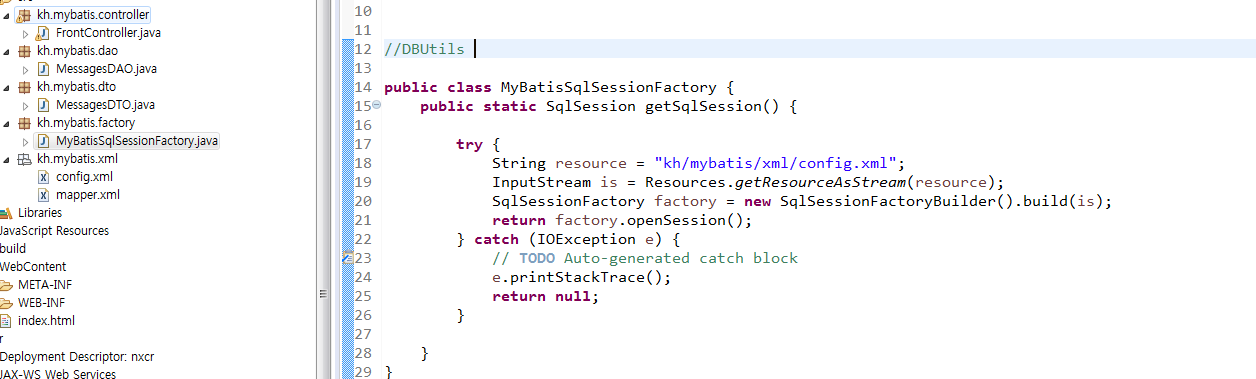 kh.mybatis.controller
FrontController.java
kh.mybatis.dao
MessagesDAO.java
kh.mybatis.dto
MessagesDTO.java
kh.mybatis.factory
MyBatisSqlSessionFactory.java
kh.mybatis.xml
config.xml
mapper.xml
Libraries
JavaScript Resources
build
WebContent
META-INF
WEB-INF
index.html
r
Deployment Descriptor: nxcr
JAX-WS Web Services
10
11
12 //DBUtils
13
14 public class MyBatisSqlSessionFactory {
15 public static SqlSession getSqlSession() {
16
17 try {
18 String resource = "kh/mybatis/xml/config.xml";
19 InputStream is = Resources.getResourceAsStream(resource);
20 SqlSessionFactory factory = new SqlSessionFactoryBuilder().build(is);
21 return factory.openSession();
22 } catch (IOException e) {
23 // TODO Auto-generated catch block
24 e.printStackTrace();
25 return null;
26 }
27
28 }
29 }